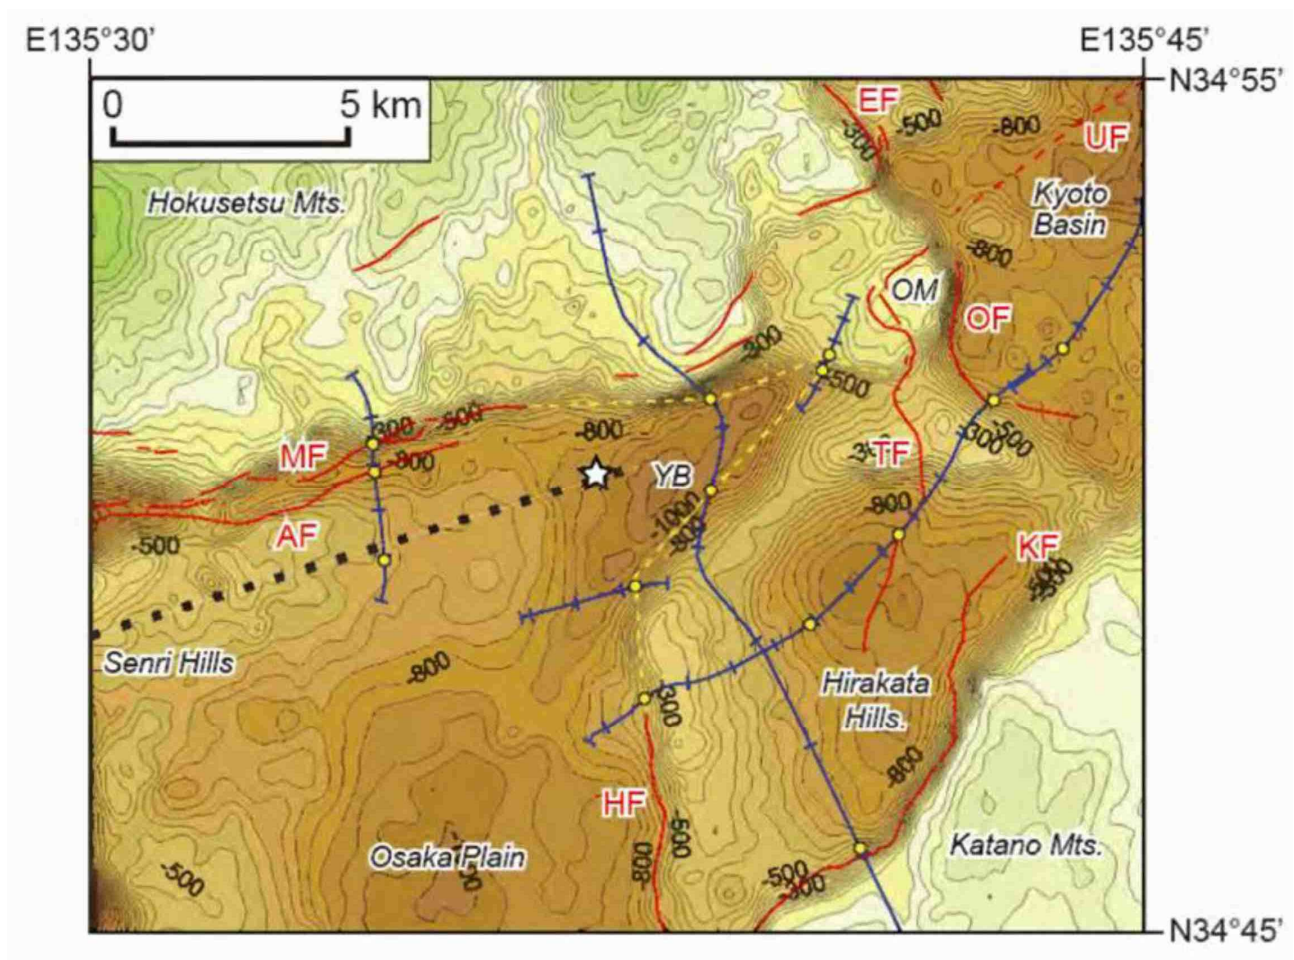 E135°30’
E135°45’
N34°55’
0
5 km
EF
-500
-800
-300
UF
Hokusetsu Mts.
Kyoto
Basin
-800
OM
OF
-300
-500
300
-500
-800
MF
-800
YB
TF
-300
-500
-1000
-800
-800
AF
-500
KF
-500
Senri Hills
-800
300
Hirakata
Hills.
-800
HF
-500
-800
Osaka Plain
-500
-500
-300
Katano Mts.
N34°45’